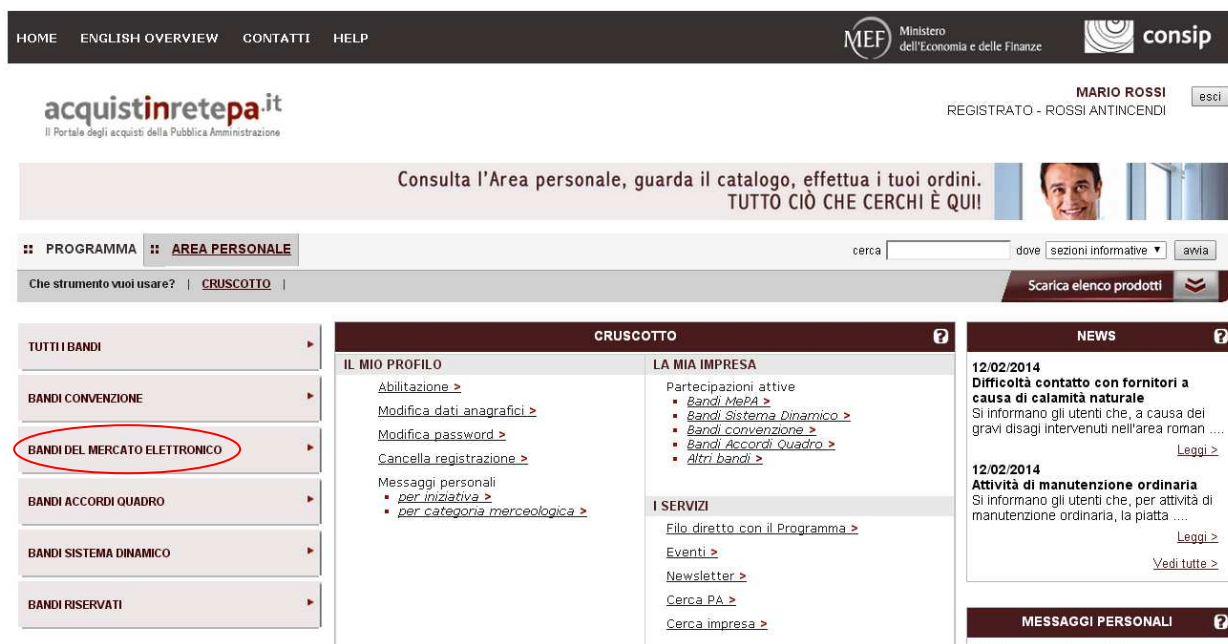 HOME ENGLISH OVERVIEW CONTATTI HELP
MEF Ministero
dell'Economia e delle Finanze
consip
acquistinretepa.it
Il Portale degli acquisti della Pubblica Amministrazione
MARIO ROSSI
REGISTRATO - ROSSI ANTINCENDI
esci
Consulta l'Area personale, guarda il catalogo, effettua i tuoi ordini.
TUTTO CIÒ CHE CERCHI È QUI!
:: PROGRAMMA :: AREA PERSONALE
cerca dove sezioni informative ▼ avvia
Che strumento vuoi usare? | CRUSCOTTO |
Scarica elenco prodotti
TUTTI I BANDI
BANDI CONVENZIONE
BANDI DEL MERCATO ELETTRONICO
BANDI ACCORDI QUADRO
BANDI SISTEMA DINAMICO
BANDI RISERVATI
CRUSCOTTO ?
IL MIO PROFILO
Abilitazione >
Modifica dati anagrafici >
Modifica password >
Cancella registrazione >
Messaggi personali
▪ per iniziativa >
▪ per categoria merceologica >
LA MIA IMPRESA
Partecipazioni attive
▪ Bandi MePA >
▪ Bandi Sistema Dinamico >
▪ Bandi convenzione >
▪ Bandi Accordi Quadro >
▪ Altri bandi >
I SERVIZI
Filo diretto con il Programma >
Eventi >
Newsletter >
Cerca PA >
Cerca impresa >
NEWS ?
12/02/2014
Difficoltà contatto con fornitori a
causa di calamità naturale
Si informano gli utenti che, a causa dei
gravi disagi intervenuti nell'area roman ....
Leggi >
12/02/2014
Attività di manutenzione ordinaria
Si informano gli utenti che, per attività di
manutenzione ordinaria, la piatta ....
Leggi >
Vedi tutte >
MESSAGGI PERSONALI ?